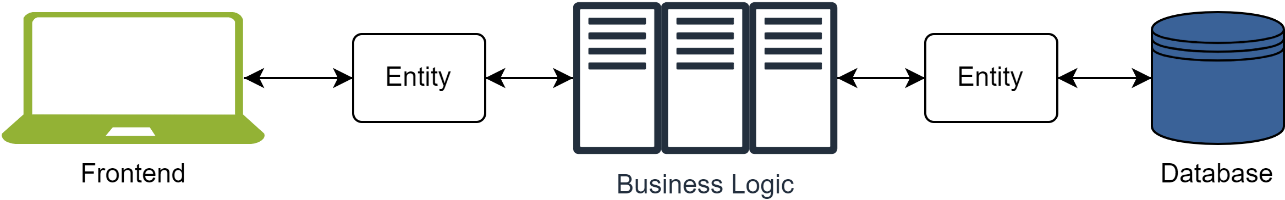 Entity
Entity
Frontend
Business Logic
Database